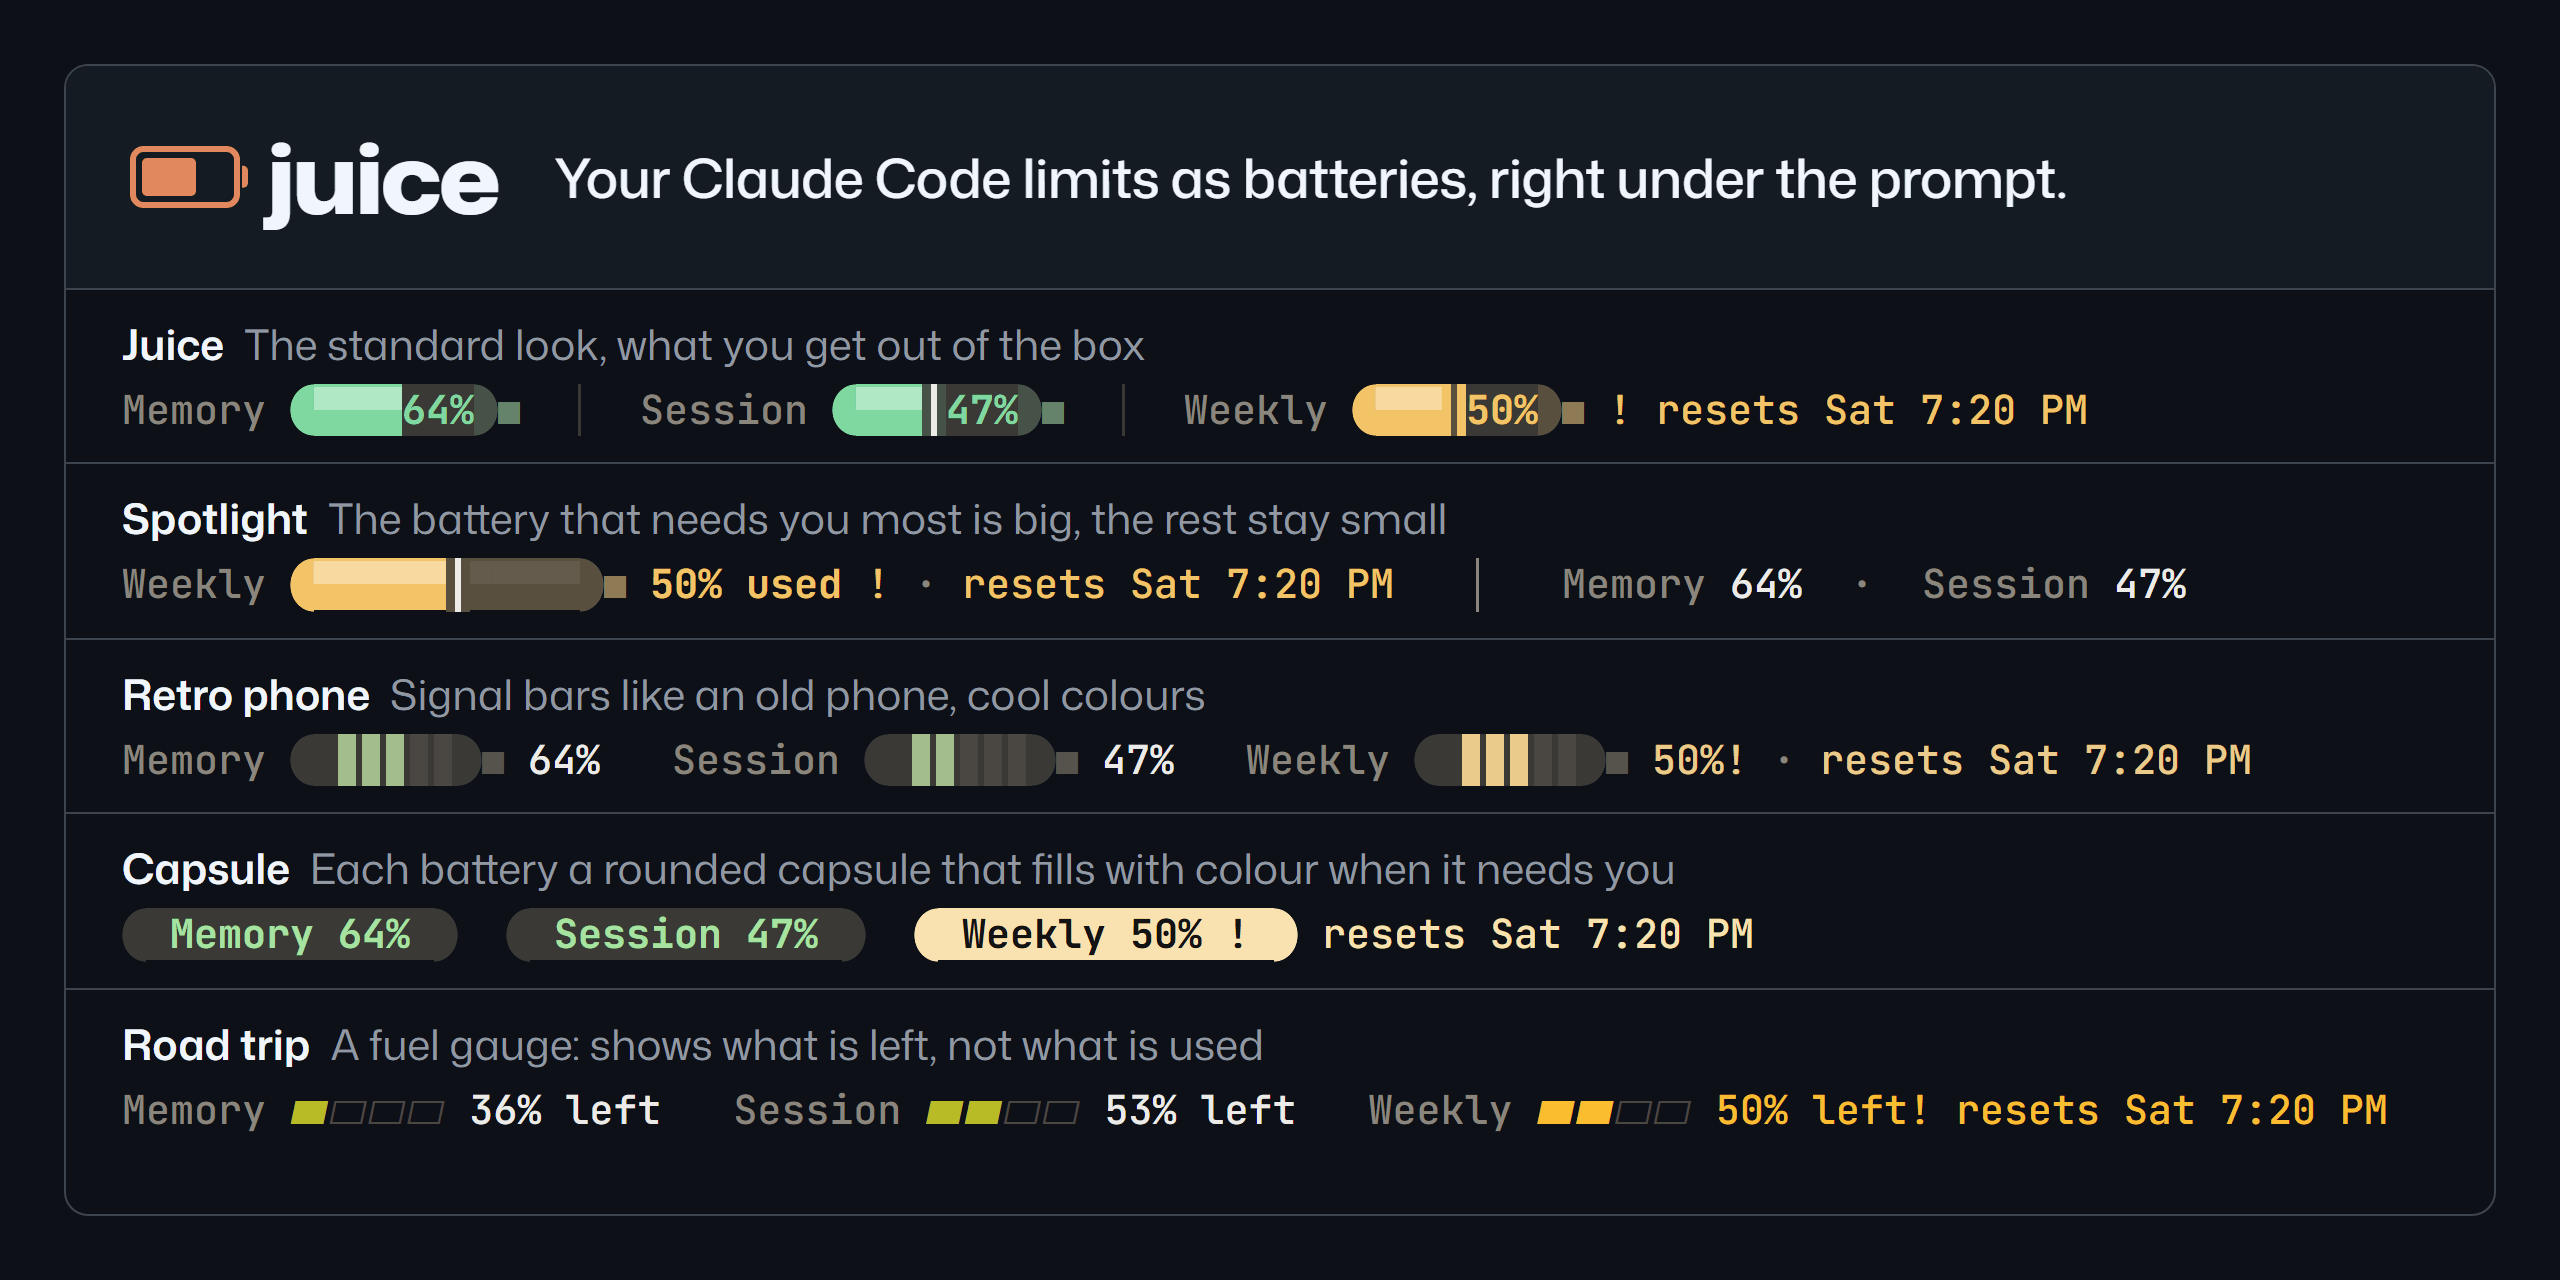 juice Your Claude Code limits as batteries, right under the prompt.
Juice The standard look, what you get out of the box
Memory 64% Session 47% Weekly 50% ! resets Sat 7:20 PM
Spotlight The battery that needs you most is big, the rest stay small
Weekly 50% used ! · resets Sat 7:20 PM Memory 64% · Session 47%
Retro phone Signal bars like an old phone, cool colours
Memory 64% Session 47% Weekly 50%! · resets Sat 7:20 PM
Capsule Each battery a rounded capsule that fills with colour when it needs you
Memory 64% Session 47% Weekly 50% ! resets Sat 7:20 PM
Road trip A fuel gauge: shows what is left, not what is used
Memory 36% left Session 53% left Weekly 50% left! resets Sat 7:20 PM